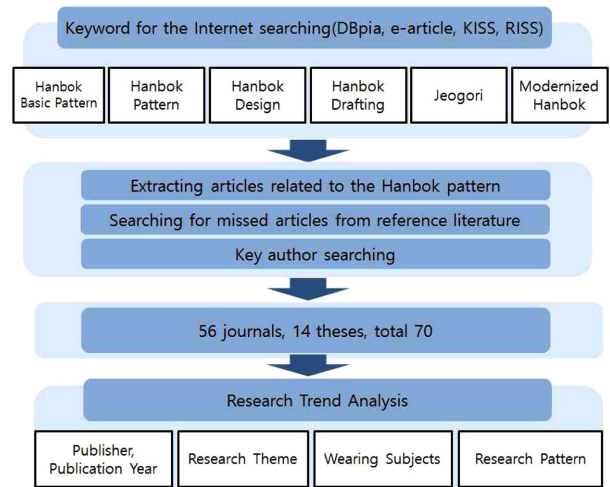 Keyword for the Internet searching(DBpia, e-article, KISS, RISS)
Hanbok
Basic Pattern
Hanbok
Pattern
Hanbok
Design
Hanbok
Drafting
Jeogori
Modernized
Hanbok
Extracting articles related to the Hanbok pattern
Searching for missed articles from reference literature
Key author searching
56 journals, 14 theses, total 70
Research Trend Analysis
Publisher,
Publication Year
Research Theme
Wearing Subjects
Research Pattern